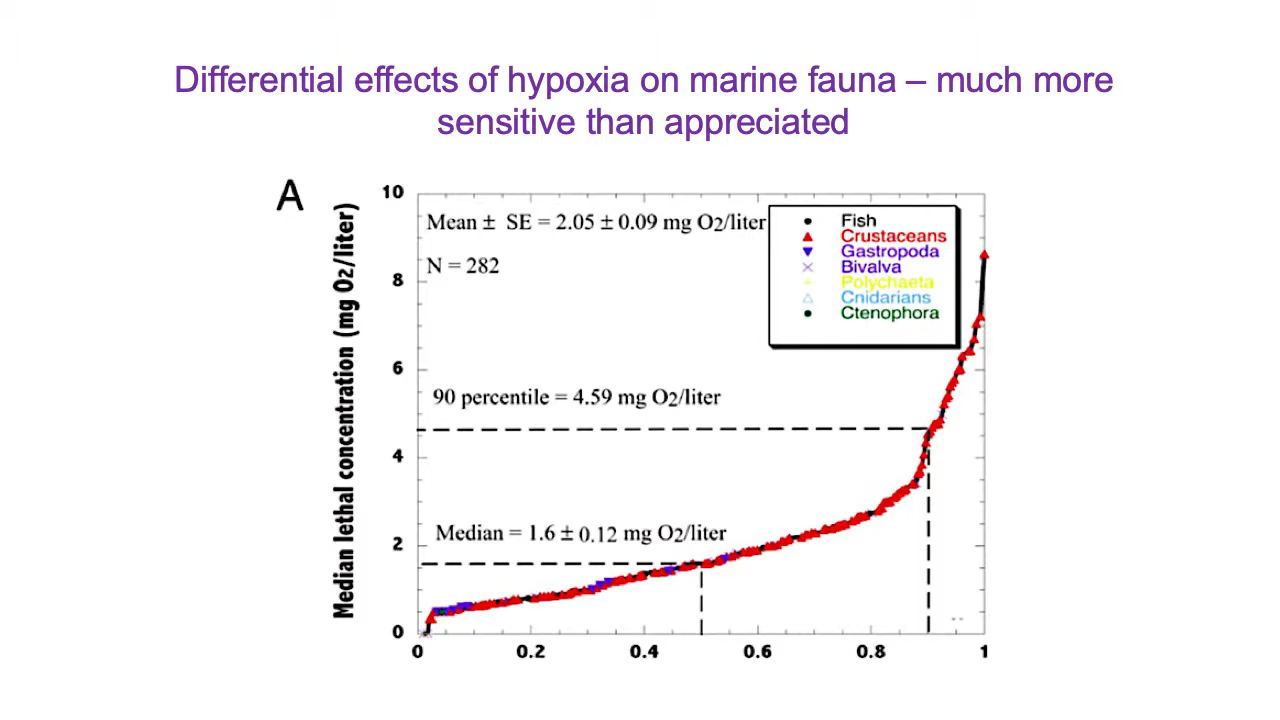 Differential effects of hypoxia on marine fauna – much more
sensitive than appreciated
A
Median lethal concentration (mg O2/liter)
10
8
6
4
2
0
Mean ± SE = 2.05 ± 0.09 mg O2/liter
N = 282
90 percentile = 4.59 mg O2/liter
Median = 1.6 ± 0.12 mg O2/liter
Fish
Crustaceans
Gastropoda
Bivalva
Polychaeta
Cnidarians
Ctenophora
0
0.2
0.4
0.6
0.8
1